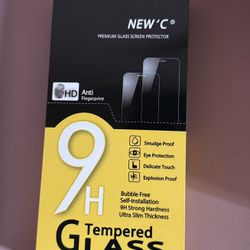 NEW'C®
PREMIUM GLASS SCREEN PROTECTOR
HD
Anti
Fingerprint
9H
Smudge Proof
Eye Protection
Delicate Touch
Explosion Proof
Bubble Free
Self-installation
9H Strong Hardness
Ultra Slim Thickness
Tempered
GLASS